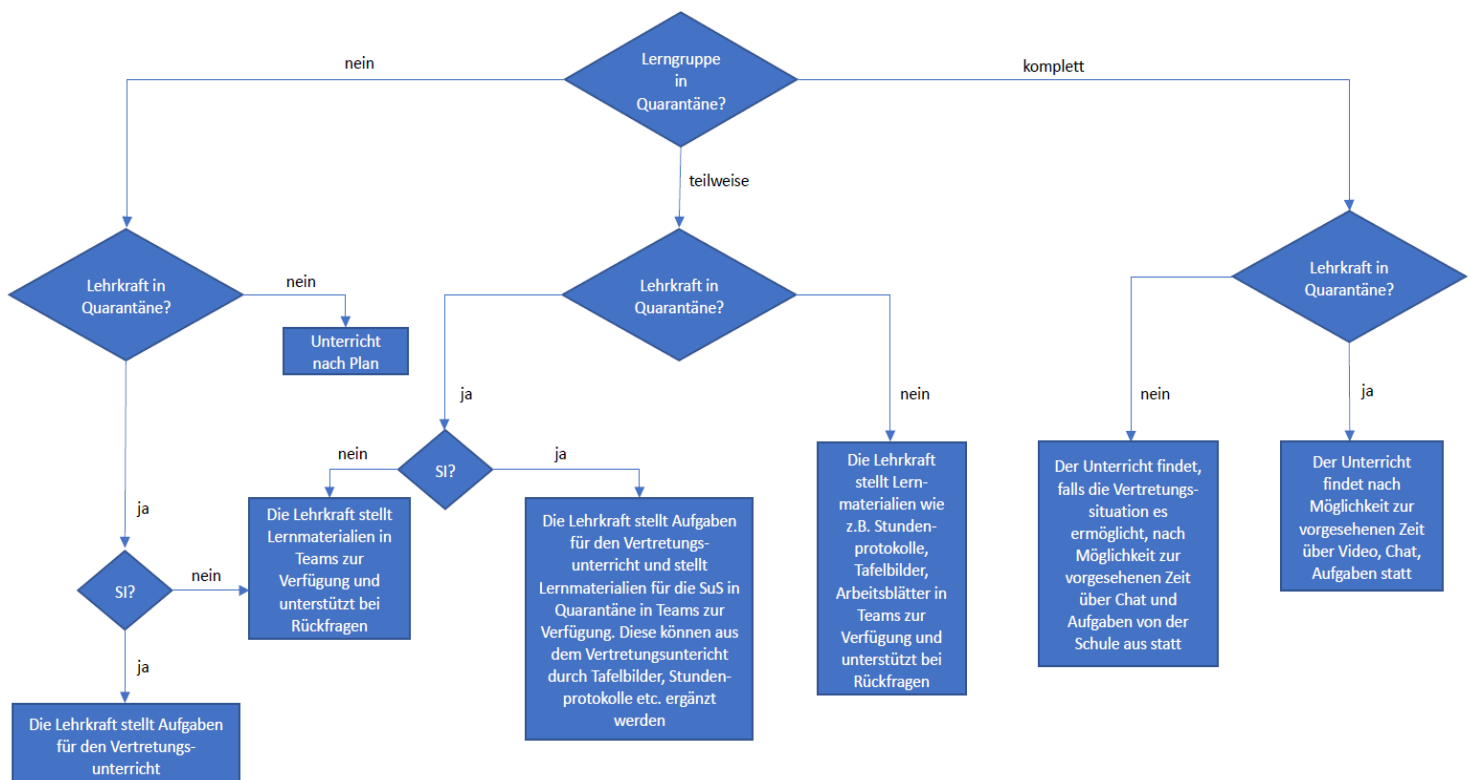 Lerngruppe
in
Quarantäne?
nein
komplett
teilweise
Lehrkraft in
Quarantäne?
nein
Unterricht
nach Plan
ja
SI?
nein
ja
Die Lehrkraft stellt Aufgaben
für den Vertretungs-
unterricht
Lehrkraft in
Quarantäne?
ja
nein
SI?
nein
ja
Die Lehrkraft stellt
Lernmaterialien in
Teams zur
Verfügung und
unterstützt bei
Rückfragen
Die Lehrkraft stellt Aufgaben
für den Vertretungs-
unterricht und stellt
Lernmaterialien für die SuS in
Quarantäne in Teams zur
Verfügung. Diese können aus
dem Vertretungsuntericht
durch Tafelbilder, Stunden-
protokolle etc. ergänzt
werden
Die Lehrkraft
stellt Lern-
materialien wie
z.B. Stunden-
protokolle,
Tafelbilder,
Arbeitsblätter in
Teams zur
Verfügung und
unterstützt bei
Rückfragen
Lehrkraft in
Quarantäne?
nein
ja
Der Unterricht findet,
falls die Vertretungs-
situation es
ermöglicht, nach
Möglichkeit zur
vorgesehenen Zeit
über Chat und
Aufgaben von der
Schule aus statt
Der Unterricht
findet nach
Möglichkeit zur
vorgesehenen Zeit
über Video, Chat,
Aufgaben statt